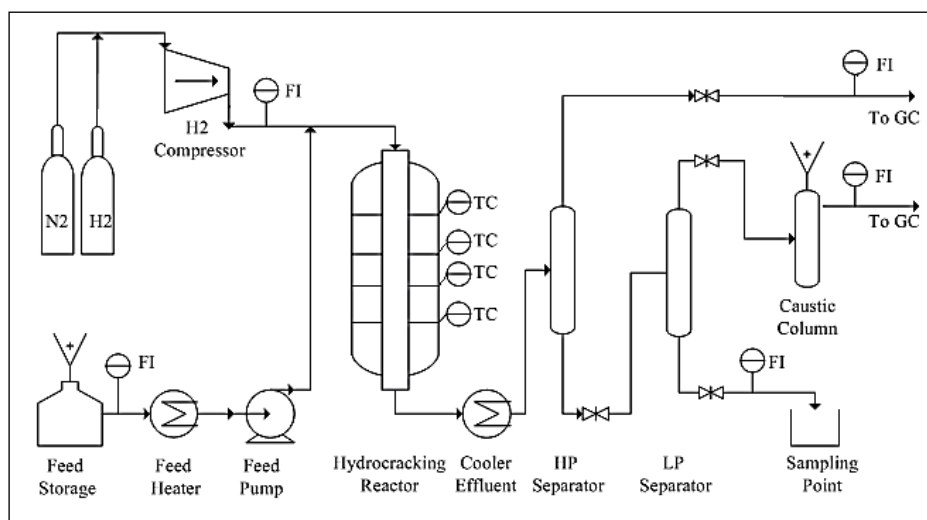 FI
To GC
FI
H2
Compressor
N2
H2
TC
TC
TC
TC
FI
To GC
Caustic
Column
FI
FI
Feed
Storage
Feed
Heater
Feed
Pump
Hydrocracking
Reactor
Cooler
Effluent
HP
Separator
LP
Separator
Sampling
Point